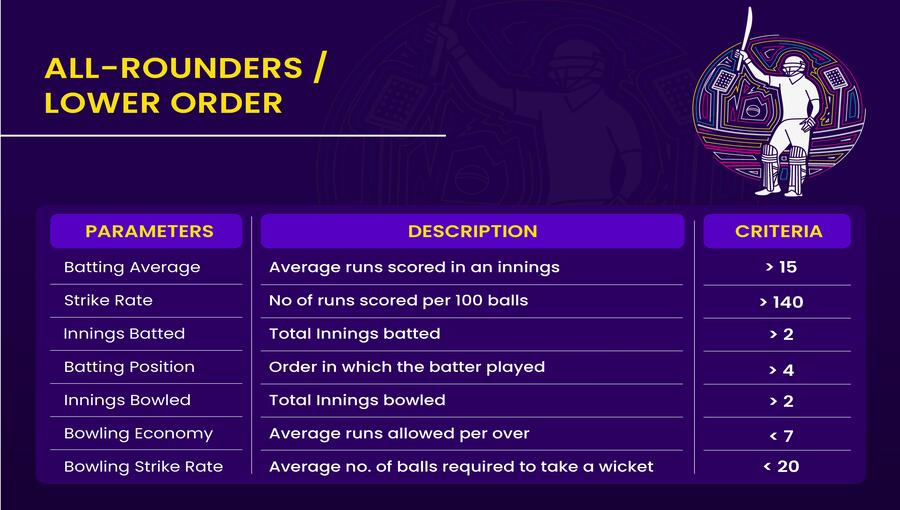 ALL-ROUNDERS /
LOWER ORDER
PARAMETERS DESCRIPTION CRITERIA
Batting Average Average runs scored in an innings > 15
Strike Rate No of runs scored per 100 balls > 140
Innings Batted Total Innings batted > 2
Batting Position Order in which the batter played > 4
Innings Bowled Total Innings bowled > 2
Bowling Economy Average runs allowed per over < 7
Bowling Strike Rate Average no. of balls required to take a wicket < 20